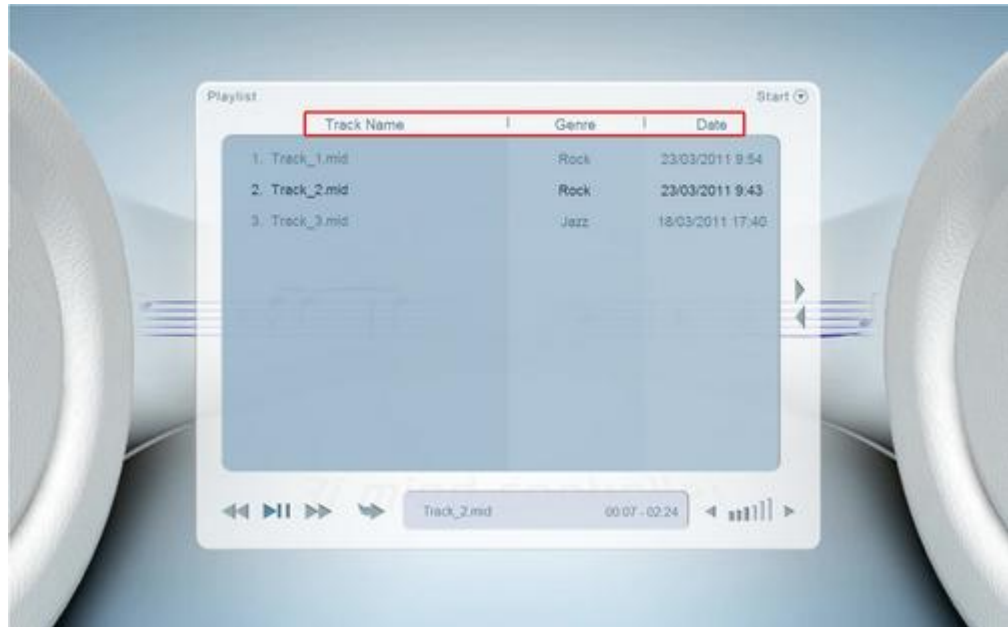 Playlist Start
Track Name Genre Date
1. Track_1.mid Rock 23/03/2011 9:54
2. Track_2.mid Rock 23/03/2011 9:43
3. Track_3.mid Jazz 18/03/2011 17:40
Track_2.mid 00:07 - 02:24